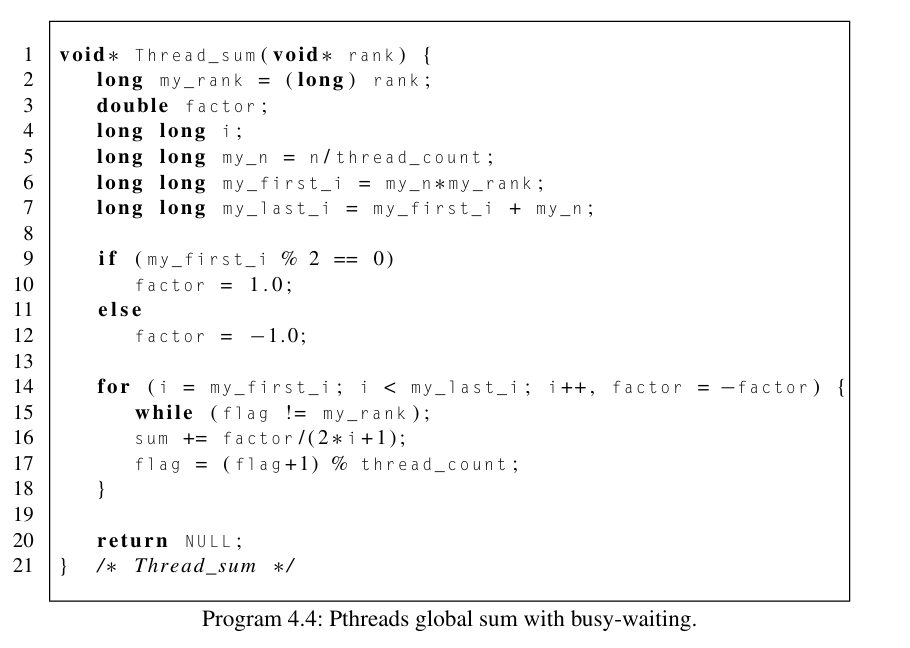 1 void* Thread_sum(void* rank) {
2 long my_rank = (long) rank;
3 double factor;
4 long long i;
5 long long my_n = n/thread_count;
6 long long my_first_i = my_n*my_rank;
7 long long my_last_i = my_first_i + my_n;
8
9 if (my_first_i % 2 == 0)
10 factor = 1.0;
11 else
12 factor = −1.0;
13
14 for (i = my_first_i; i < my_last_i; i++, factor = −factor) {
15 while (flag != my_rank);
16 sum += factor/(2*i+1);
17 flag = (flag+1) % thread_count;
18 }
19
20 return NULL;
21 } /* Thread_sum */
Program 4.4: Pthreads global sum with busy-waiting.